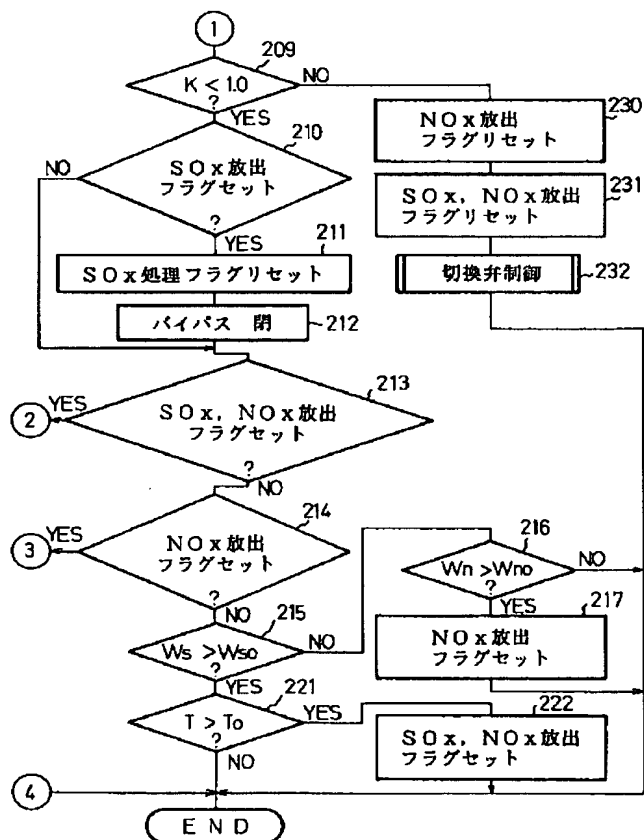 1
209
K < 1.0
?
NO
YES
210
SOx放出
フラグセット
?
NO
YES
211
SOx処理フラグリセット
バイパス 閉
212
230
NOx放出
フラグリセット
231
SOx, NOx放出
フラグリセット
切換弁制御
232
213
SOx, NOx放出
フラグセット
?
YES
2
NO
214
NOx放出
フラグセット
?
YES
3
NO
215
Ws >Wso
?
NO
YES
216
Wn >Wno
?
NO
YES
217
NOx放出
フラグセット
221
T > To
?
YES
NO
222
SOx, NOx放出
フラグセット
4
END